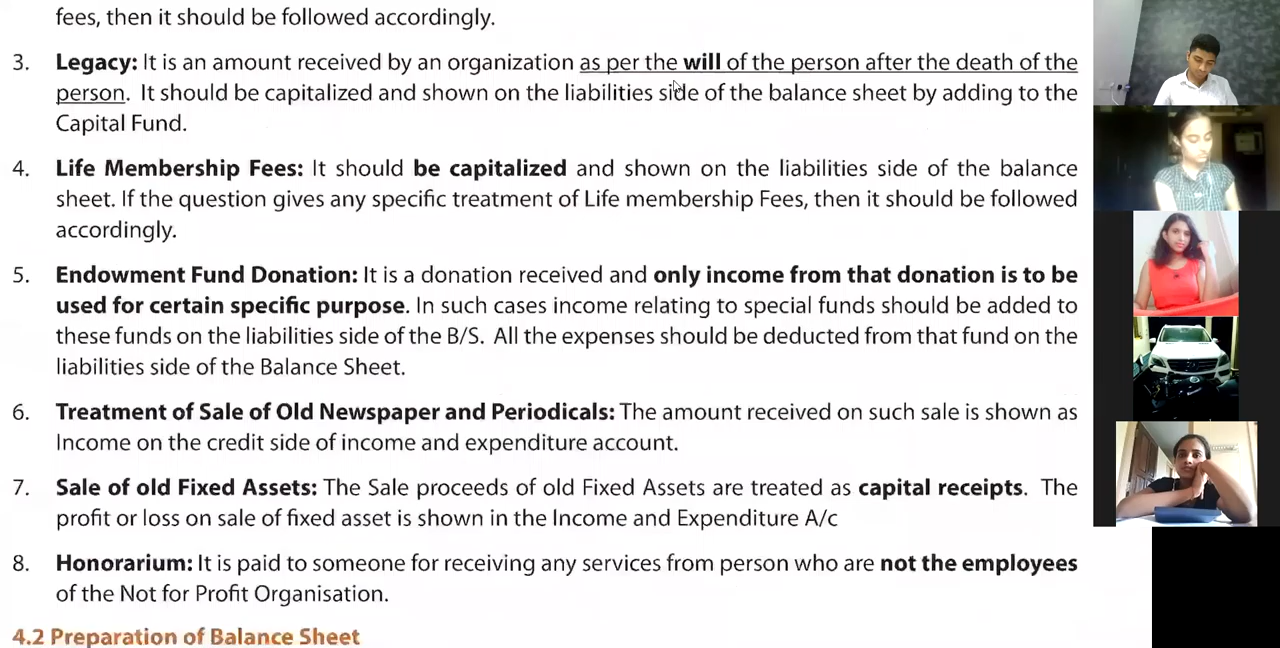 fees, then it should be followed accordingly.
3. Legacy: It is an amount received by an organization as per the will of the person after the death of the
person. It should be capitalized and shown on the liabilities side of the balance sheet by adding to the
Capital Fund.
4. Life Membership Fees: It should be capitalized and shown on the liabilities side of the balance
sheet. If the question gives any specific treatment of Life membership Fees, then it should be followed
accordingly.
5. Endowment Fund Donation: It is a donation received and only income from that donation is to be
used for certain specific purpose. In such cases income relating to special funds should be added to
these funds on the liabilities side of the B/S. All the expenses should be deducted from that fund on the
liabilities side of the Balance Sheet.
6. Treatment of Sale of Old Newspaper and Periodicals: The amount received on such sale is shown as
Income on the credit side of income and expenditure account.
7. Sale of old Fixed Assets: The Sale proceeds of old Fixed Assets are treated as capital receipts. The
profit or loss on sale of fixed asset is shown in the Income and Expenditure A/c
8. Honorarium: It is paid to someone for receiving any services from person who are not the employees
of the Not for Profit Organisation.
4.2 Preparation of Balance Sheet